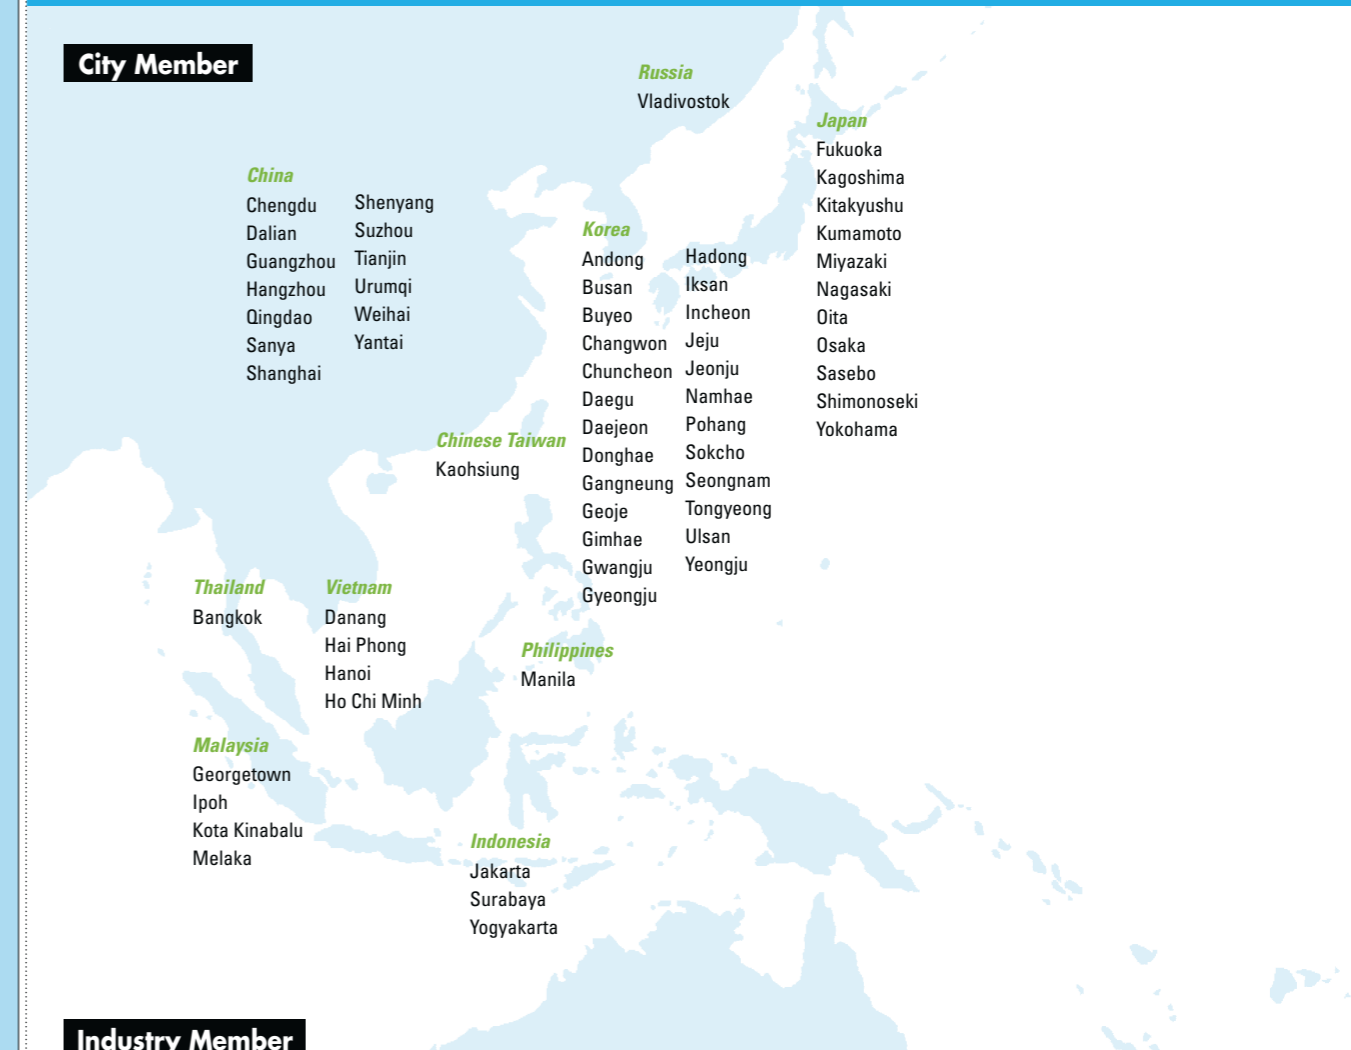 City Member
Russia
Vladivostok
Japan
Fukuoka
Kagoshima
Kitakyushu
Kumamoto
Miyazaki
Nagasaki
Oita
Osaka
Sasebo
Shimonoseki
Yokohama
China
Chengdu
Dalian
Guangzhou
Hangzhou
Qingdao
Sanya
Shanghai
Shenyang
Suzhou
Tianjin
Urumqi
Weihai
Yantai
Korea
Andong
Busan
Buyeo
Changwon
Chuncheon
Daegu
Daejeon
Donghae
Gangneung
Geoje
Gimhae
Gwangju
Gyeongju
Hadong
Iksan
Incheon
Jeju
Jeonju
Namhae
Pohang
Sokcho
Seongnam
Tongyeong
Ulsan
Yeongju
Chinese Taiwan
Kaohsiung
Thailand
Bangkok
Vietnam
Danang
Hai Phong
Hanoi
Ho Chi Minh
Philippines
Manila
Malaysia
Georgetown
Ipoh
Kota Kinabalu
Melaka
Indonesia
Jakarta
Surabaya
Yogyakarta
Industry Member